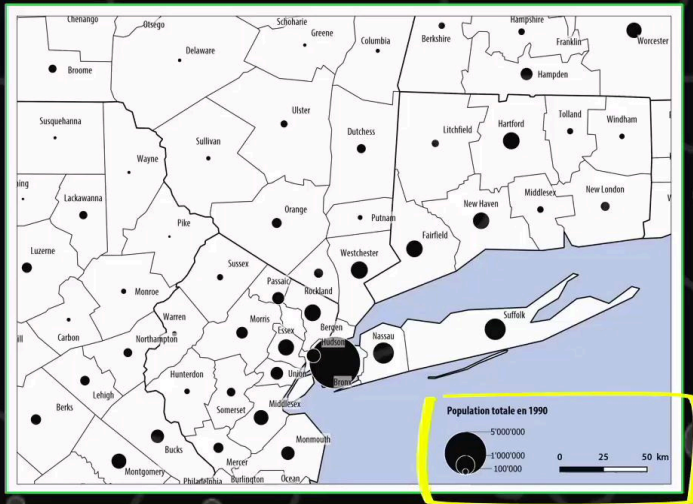 Chenango
Otsego
Schoharie
Greene
Columbia
Berkshire
Hampshire
Franklin
Worcester
Delaware
Broome
Hampden
Ulster
Susquehanna
Sullivan
Dutchess
Litchfield
Hartford
Tolland
Windham
Wayne
ing
Lackawanna
Pike
Orange
Putnam
New Haven
Middlesex
New London
W
Fairfield
Luzerne
Westchester
Sussex
Passaic
Rockland
Monroe
Warren
Morris
Essex
Bergen
Suffolk
ill
Carbon
Northampton
Hudson
Nassau
Hunterdon
Union
Bronx
Lehigh
Somerset
Middlesex
Berks
Bucks
Monmouth
Mercer
Montgomery
Philadelphia
Burlington
Ocean
Population totale en 1990
5'000'000
1'000'000
100'000
0 25 50 km